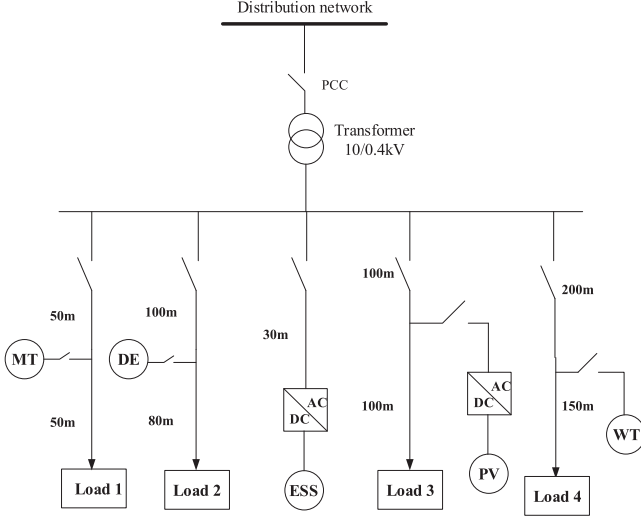 Distribution network
PCC
Transformer
10/0.4kV
100m
200m
50m
100m
30m
MT
DE
AC
DC
AC
DC
50m
80m
100m
150m
WT
Load 1
Load 2
ESS
Load 3
PV
Load 4